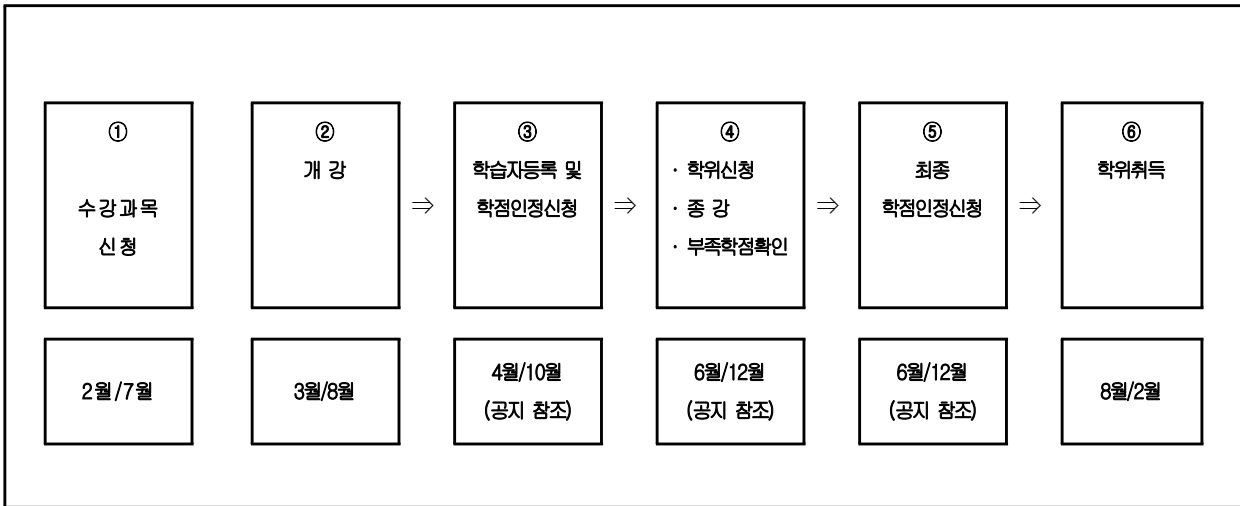 ①
수강과목
신청
②
개 강
⇒
③
학습자등록 및
학점인정신청
⇒
④
· 학위신청
· 종 강
· 부족학점확인
⇒
⑤
최종
학점인정신청
⇒
⑥
학위취득
2월/7월
3월/8월
4월/10월
(공지 참조)
6월/12월
(공지 참조)
6월/12월
(공지 참조)
8월/2월